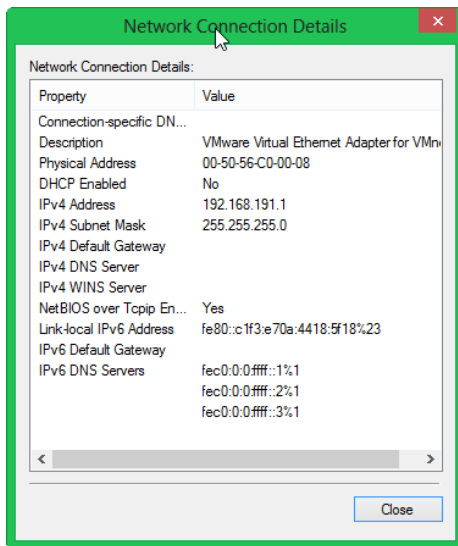 Network Connection Details
Network Connection Details:
Property Value
Connection-specific DN...
Description VMware Virtual Ethernet Adapter for VMn
Physical Address 00-50-56-C0-00-08
DHCP Enabled No
IPv4 Address 192.168.191.1
IPv4 Subnet Mask 255.255.255.0
IPv4 Default Gateway
IPv4 DNS Server
IPv4 WINS Server
NetBIOS over Tcpip En... Yes
Link-local IPv6 Address fe80::c1f3:e70a:4418:5f18%23
IPv6 Default Gateway
IPv6 DNS Servers fec0:0:0:ffff::1%1
fec0:0:0:ffff::2%1
fec0:0:0:ffff::3%1
Close